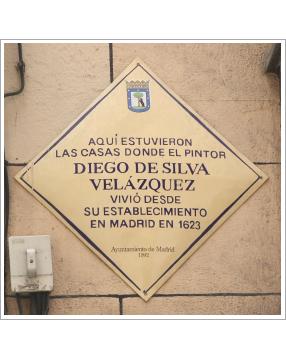 AQUÍ ESTUVIERON
LAS CASAS DONDE EL PINTOR
DIEGO DE SILVA
VELÁZQUEZ
VIVIÓ DESDE
SU ESTABLECIMIENTO
EN MADRID EN 1623
Ayuntamiento de Madrid